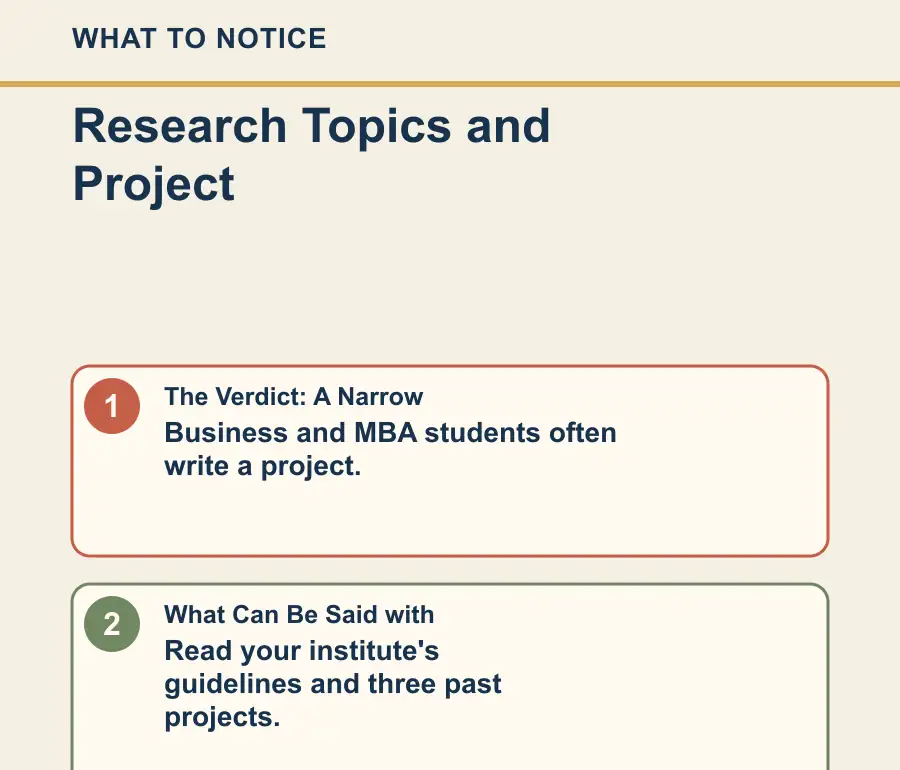 WHAT TO NOTICE
Research Topics and
Project
1
The Verdict: A Narrow
Business and MBA students often
write a project.
2
What Can Be Said with
Read your institute's
guidelines and three past
projects.